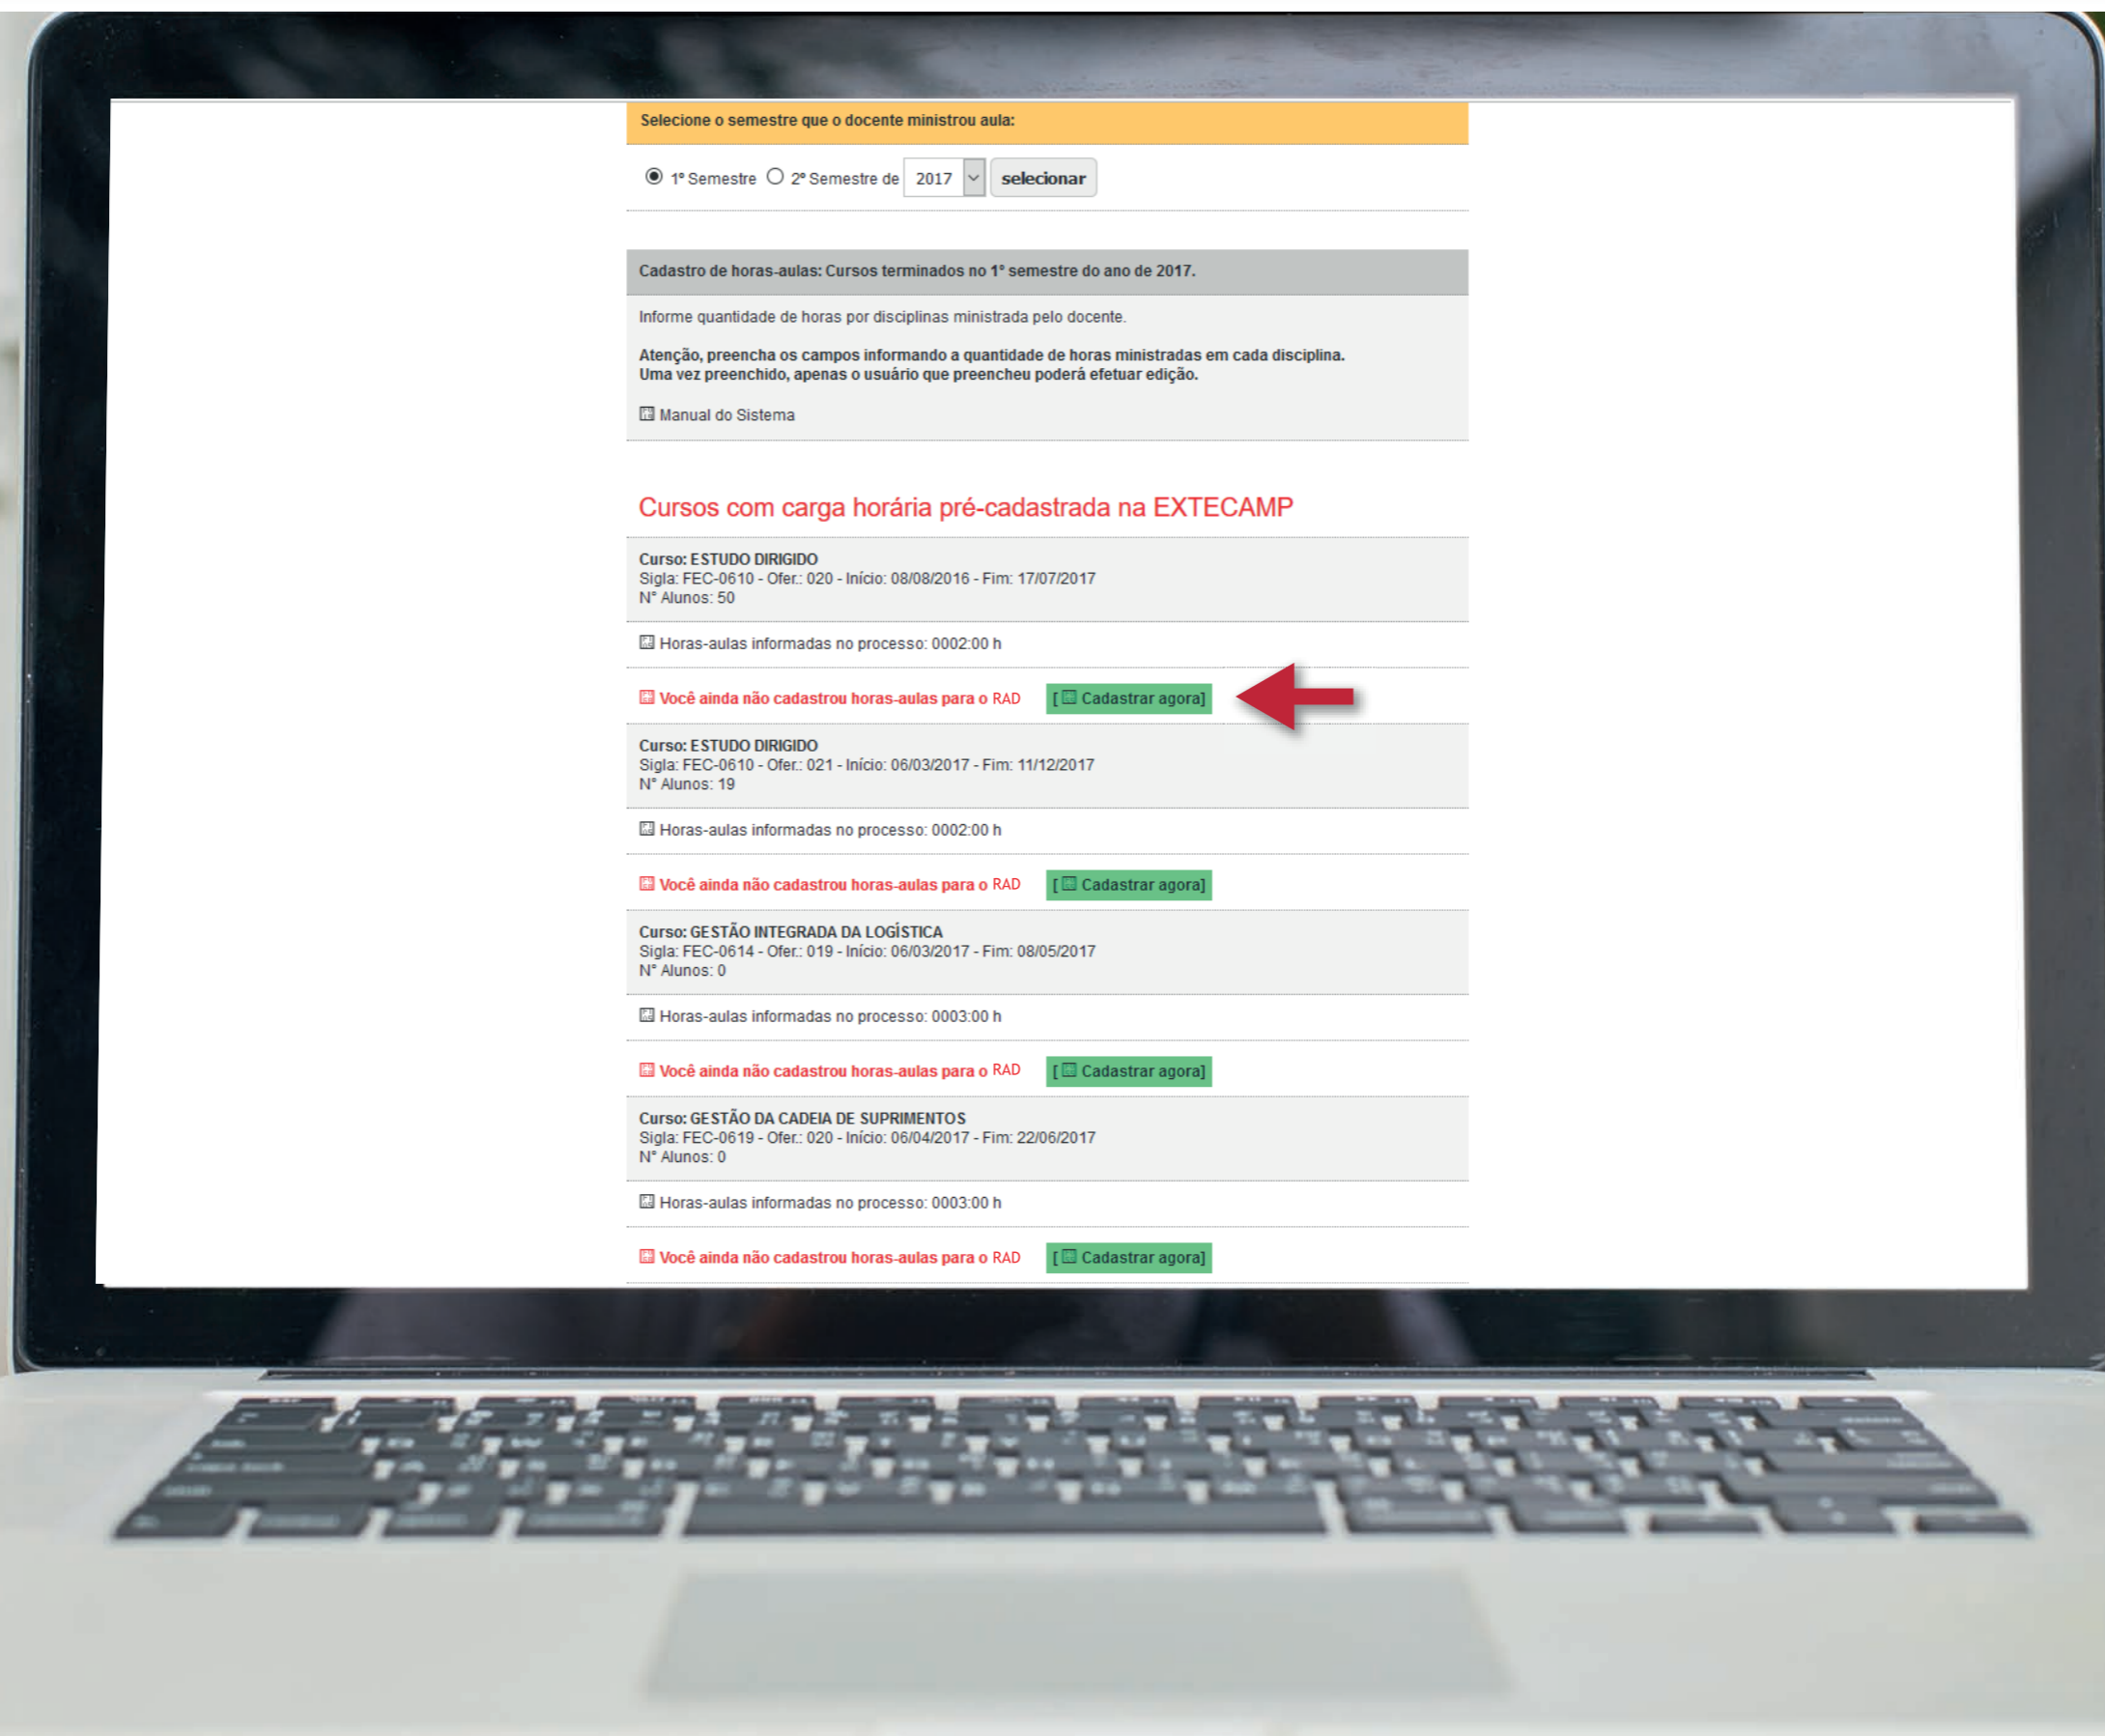 Selecione o semestre que o docente ministrou aula:
1º Semestre 2º Semestre de 2017 selecionar
Cadastro de horas-aulas: Cursos terminados no 1° semestre do ano de 2017.
Informe quantidade de horas por disciplinas ministrada pelo docente.
Atenção, preencha os campos informando a quantidade de horas ministradas em cada disciplina.
Uma vez preenchido, apenas o usuário que preencheu poderá efetuar edição.
Manual do Sistema
Cursos com carga horária pré-cadastrada na EXTECAMP
Curso: ESTUDO DIRIGIDO
Sigla: FEC-0610 - Ofer.: 020 - Início: 08/08/2016 - Fim: 17/07/2017
N° Alunos: 50
Horas-aulas informadas no processo: 0002:00 h
Você ainda não cadastrou horas-aulas para o RAD [ Cadastrar agora]
Curso: ESTUDO DIRIGIDO
Sigla: FEC-0610 - Ofer.: 021 - Início: 06/03/2017 - Fim: 11/12/2017
N° Alunos: 19
Horas-aulas informadas no processo: 0002:00 h
Você ainda não cadastrou horas-aulas para o RAD [ Cadastrar agora]
Curso: GESTÃO INTEGRADA DA LOGÍSTICA
Sigla: FEC-0614 - Ofer.: 019 - Início: 06/03/2017 - Fim: 08/05/2017
N° Alunos: 0
Horas-aulas informadas no processo: 0003:00 h
Você ainda não cadastrou horas-aulas para o RAD [ Cadastrar agora]
Curso: GESTÃO DA CADEIA DE SUPRIMENTOS
Sigla: FEC-0619 - Ofer.: 020 - Início: 06/04/2017 - Fim: 22/06/2017
N° Alunos: 0
Horas-aulas informadas no processo: 0003:00 h
Você ainda não cadastrou horas-aulas para o RAD [ Cadastrar agora]